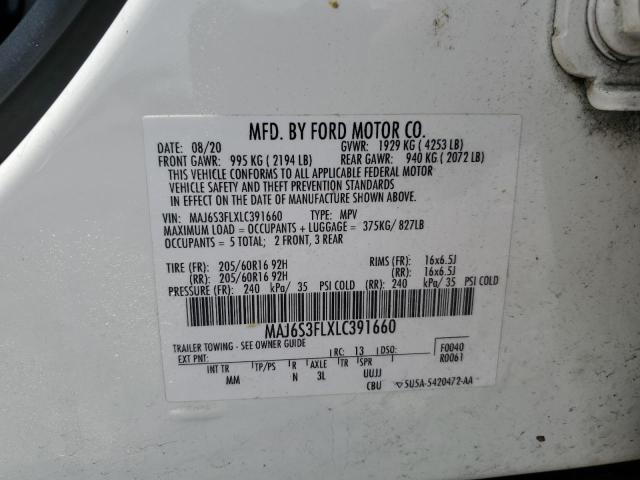 MFD. BY FORD MOTOR CO.
DATE: 08/20 GVWR: 1929 KG ( 4253 LB)
FRONT GAWR: 995 KG ( 2194 LB) REAR GAWR: 940 KG ( 2072 LB)
THIS VEHICLE CONFORMS TO ALL APPLICABLE FEDERAL MOTOR
VEHICLE SAFETY AND THEFT PREVENTION STANDARDS
IN EFFECT ON THE DATE OF MANUFACTURE SHOWN ABOVE.
VIN: MAJ6S3FLXLC391660 TYPE: MPV
MAXIMUM LOAD = OCCUPANTS + LUGGAGE = 375KG/ 827LB
OCCUPANTS = 5 TOTAL; 2 FRONT, 3 REAR
TIRE (FR): 205/60R16 92H RIMS (FR): 16x6.5J
(RR): 205/60R16 92H (RR): 16x6.5J
PRESSURE (FR): 240 kPa/ 35 PSI COLD (RR): 240 kPa/ 35 PSI COLD
MAJ6S3FLXLC391660
TRAILER TOWING - SEE OWNER GUIDE
EXT PNT: RC: 13 DSO: F0040
R0061
INT TR TP/PS R AXLE TR SPR
MM N 3L UUJJ
CBU 5U5A-5420472-AA